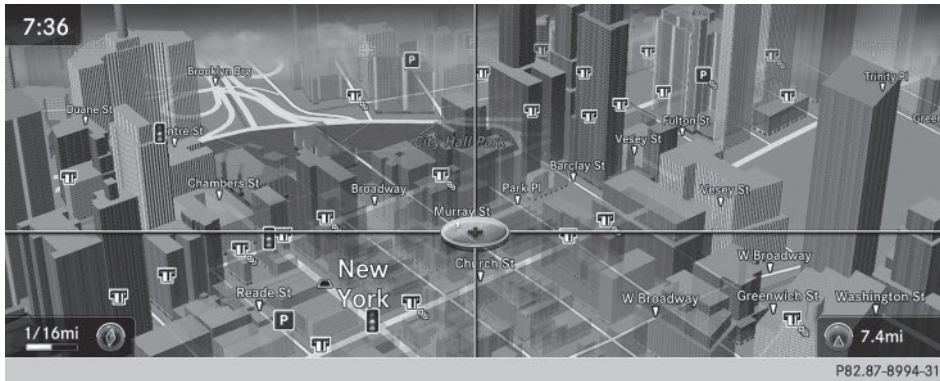 7:36
Brooklyn Brg
P
P
Trinity Pl
Duane St
Fulton St
ntre St
City Hall Park
Vesey St
Barclay St
Chambers St
Broadway
Park Pl
Vesey St
Murray St
Church St
W Broadway
New
York
Reade St
W Broadway
Greenwich St
Washington St
P
1/16mi
7.4mi
P82.87-8994-31